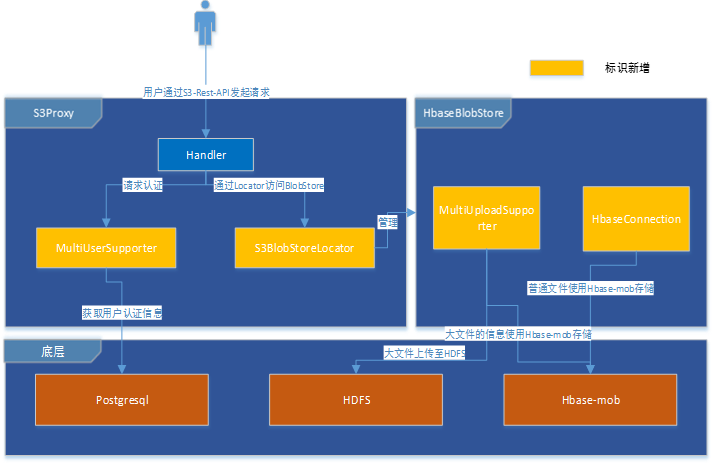 标识新增
用户通过S3-Rest-API发起请求
S3Proxy
HbaseBlobStore
Handler
请求认证
通过Locator访问BlobStore
管理
MultiUploadSuppo
rter
HbaseConnection
MultiUserSupporter
S3BlobStoreLocator
普通文件使用Hbase-mob存储
获取用户认证信息
大文件的信息使用Hbase-mob存储
底层
大文件上传至HDFS
Postgresql
HDFS
Hbase-mob